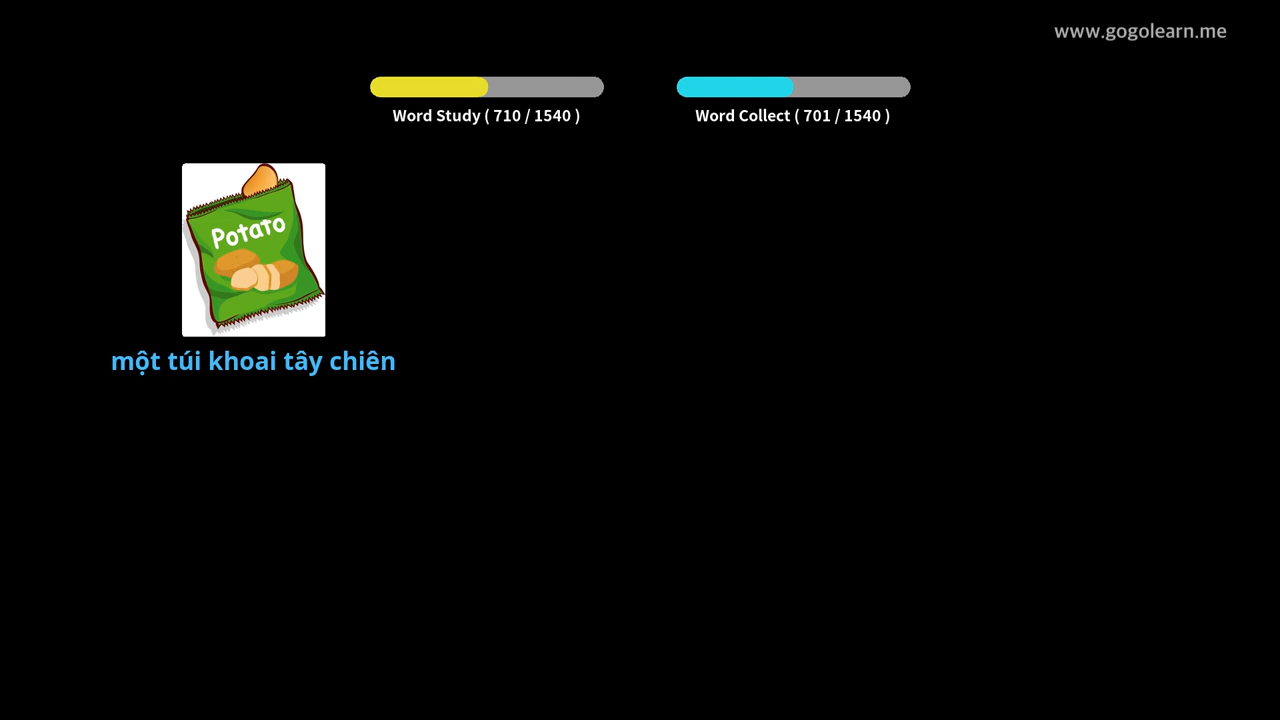 www.gogolearn.me
Word Study ( 710 / 1540 )
Word Collect ( 701 / 1540 )
Potato
một túi khoai tây chiên